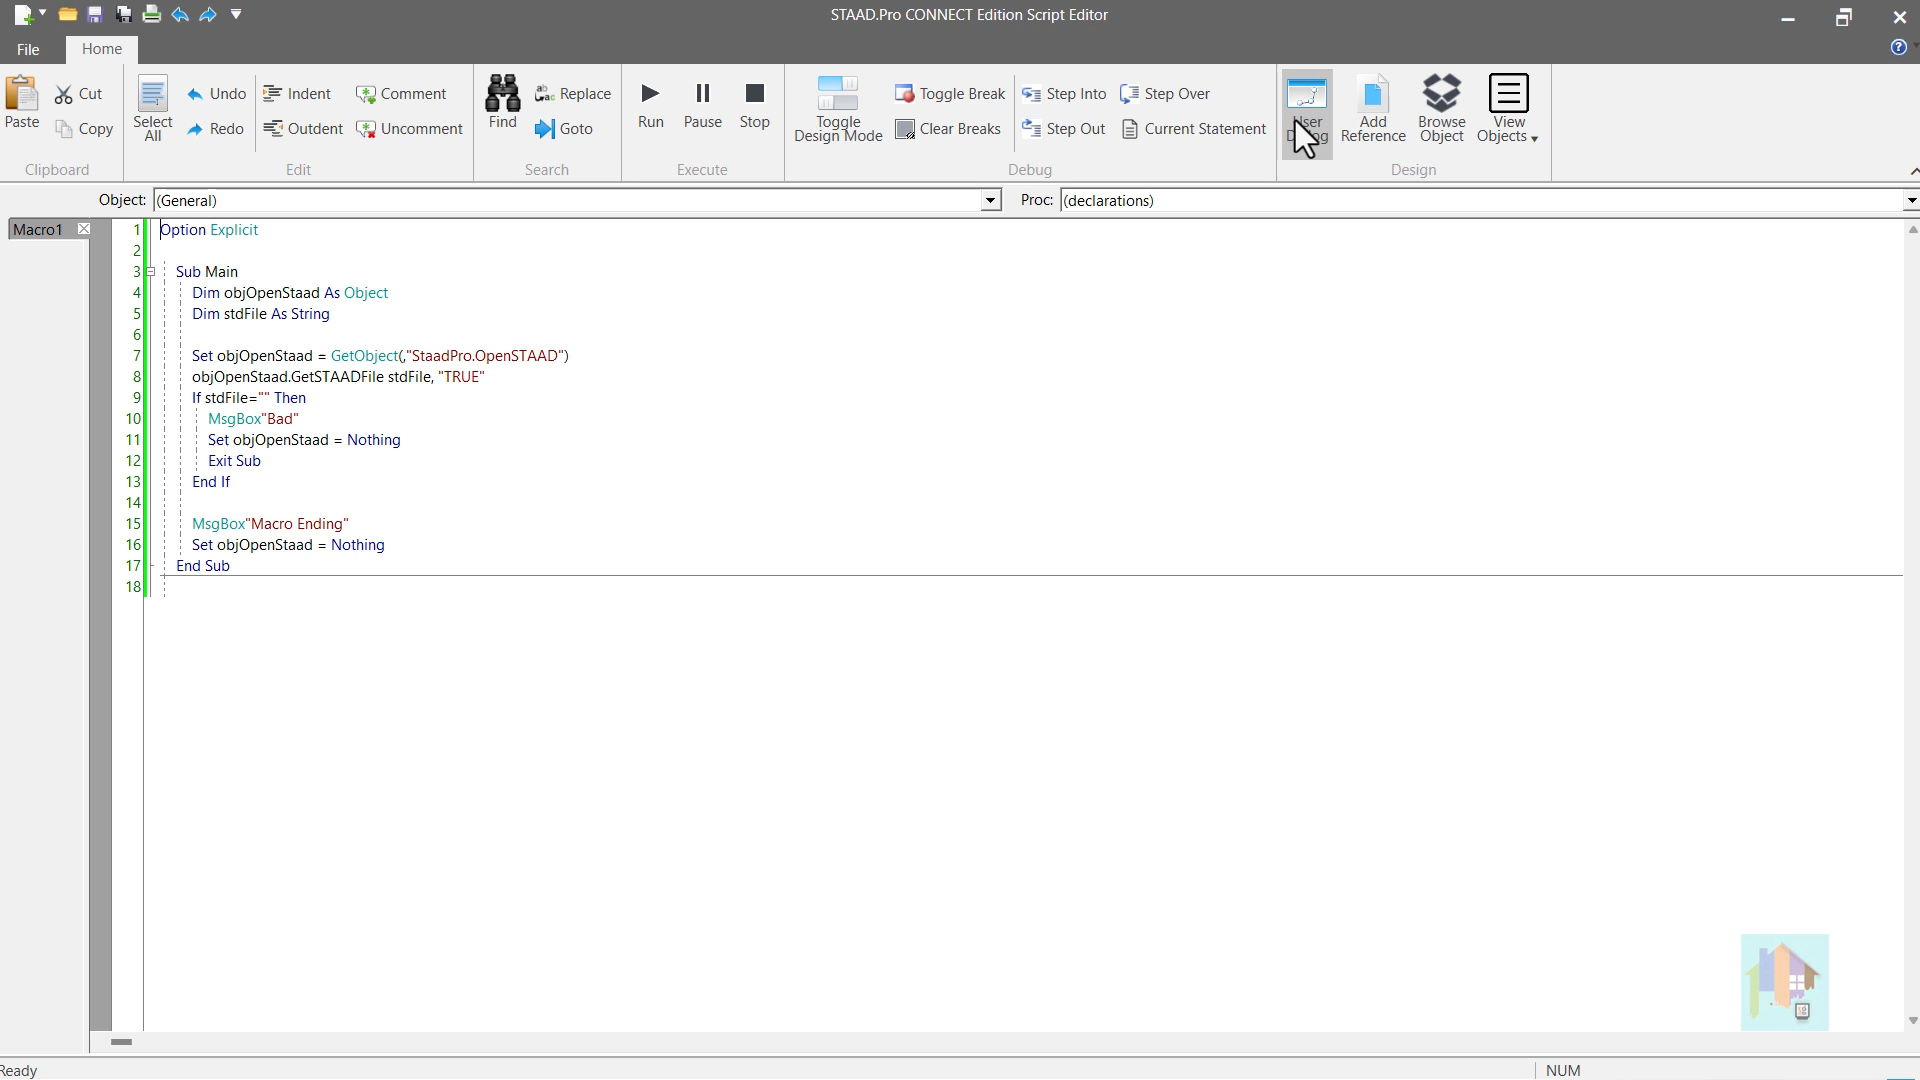 STAAD.Pro CONNECT Edition Script Editor
File Home
Paste Cut Copy
Select All Undo Redo Indent Outdent Comment Uncomment
Find Replace Goto
Run Pause Stop
Toggle Design Mode Toggle Break Clear Breaks Step Into Step Out Step Over Current Statement
User Dialog Add Reference Browse Object View Objects
Clipboard Edit Search Execute Debug Design
Object: (General) Proc: (declarations)
Macro1
1 Option Explicit
2
3 Sub Main
4 Dim objOpenStaad As Object
5 Dim stdFile As String
6
7 Set objOpenStaad = GetObject(,"StaadPro.OpenSTAAD")
8 objOpenStaad.GetSTAADFile stdFile, "TRUE"
9 If stdFile="" Then
10 MsgBox"Bad"
11 Set objOpenStaad = Nothing
12 Exit Sub
13 End If
14
15 MsgBox"Macro Ending"
16 Set objOpenStaad = Nothing
17 End Sub
18
Ready NUM